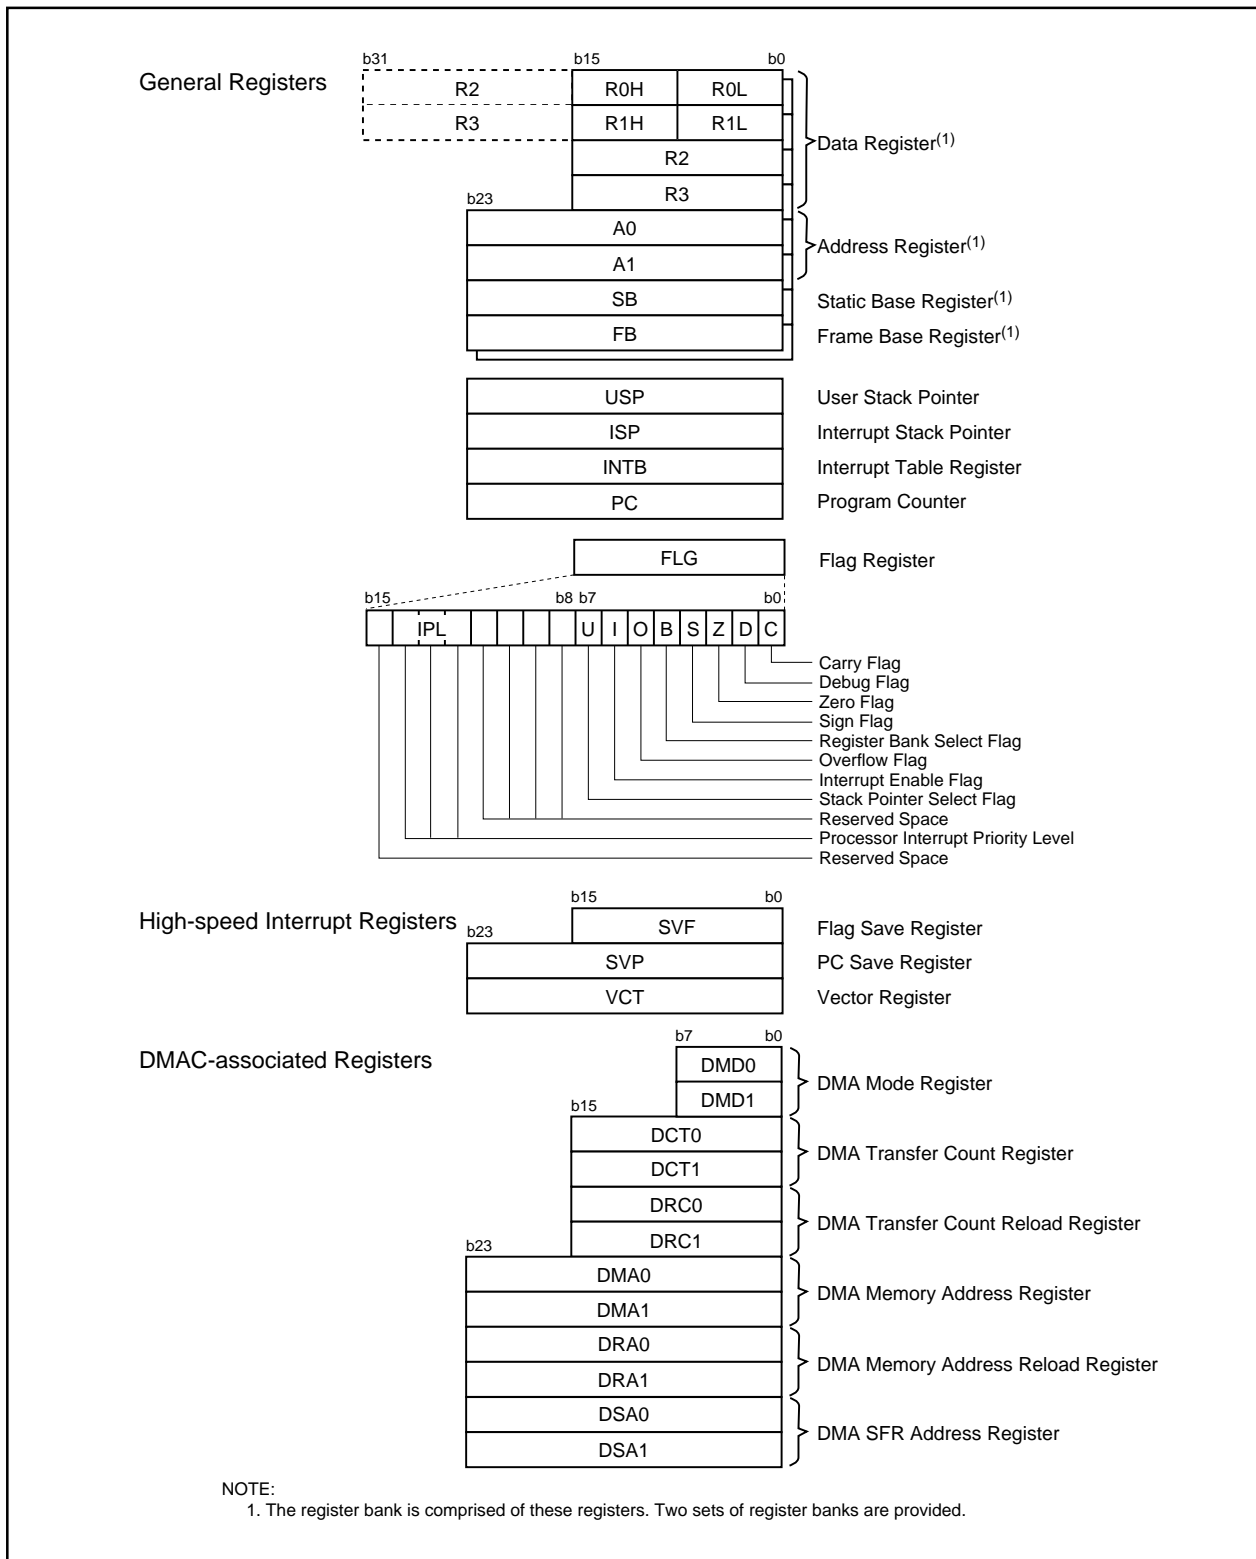 b31 b15 b0
General Registers R2 R0H R0L
R3 R1H R1L
Data Register(1)
R2
R3
b23
A0
Address Register(1)
A1
SB Static Base Register(1)
FB Frame Base Register(1)
USP User Stack Pointer
ISP Interrupt Stack Pointer
INTB Interrupt Table Register
PC Program Counter
FLG Flag Register
b15 b8 b7 b0
IPL U I O B S Z D C
Carry Flag
Debug Flag
Zero Flag
Sign Flag
Register Bank Select Flag
Overflow Flag
Interrupt Enable Flag
Stack Pointer Select Flag
Reserved Space
Processor Interrupt Priority Level
Reserved Space
b15 b0
High-speed Interrupt Registers SVF Flag Save Register
b23
SVP PC Save Register
VCT Vector Register
b7 b0
DMAC-associated Registers DMD0
DMA Mode Register
DMD1
b15
DCT0
DMA Transfer Count Register
DCT1
DRC0
DMA Transfer Count Reload Register
DRC1
b23
DMA0
DMA Memory Address Register
DMA1
DRA0
DMA Memory Address Reload Register
DRA1
DSA0
DMA SFR Address Register
DSA1
NOTE:
1. The register bank is comprised of these registers. Two sets of register banks are provided.